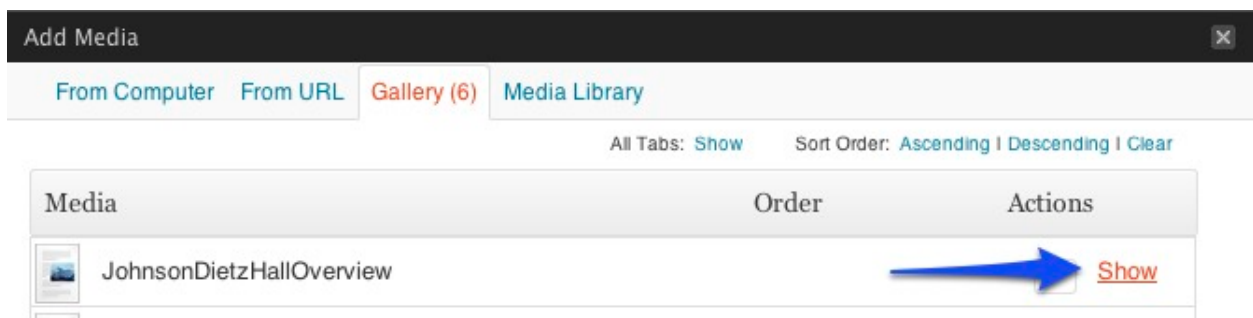 Add Media
From Computer From URL Gallery (6) Media Library
All Tabs: Show Sort Order: Ascending | Descending | Clear
Media Order Actions
JohnsonDietzHallOverview Show